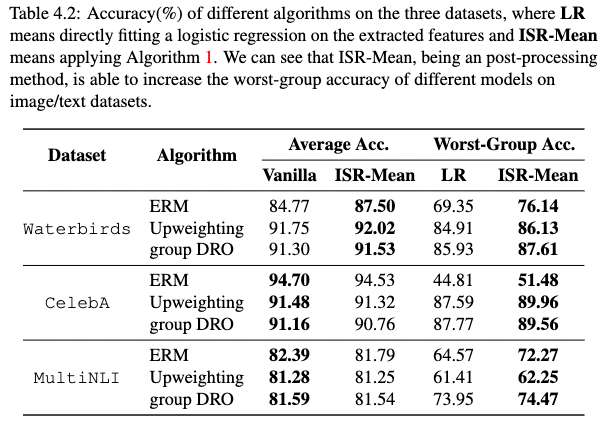 Table 4.2: Accuracy(%) of different algorithms on the three datasets, where LR
means directly fitting a logistic regression on the extracted features and ISR-Mean
means applying Algorithm 1. We can see that ISR-Mean, being an post-processing
method, is able to increase the worst-group accuracy of different models on
image/text datasets.
Dataset Algorithm Average Acc. Worst-Group Acc.
Vanilla ISR-Mean LR ISR-Mean
ERM 84.77 87.50 69.35 76.14
Waterbirds Upweighting 91.75 92.02 84.91 86.13
group DRO 91.30 91.53 85.93 87.61
ERM 94.70 94.53 44.81 51.48
CelebA Upweighting 91.48 91.32 87.59 89.96
group DRO 91.16 90.76 87.77 89.56
ERM 82.39 81.79 64.57 72.27
MultiNLI Upweighting 81.28 81.25 61.41 62.25
group DRO 81.59 81.54 73.95 74.47